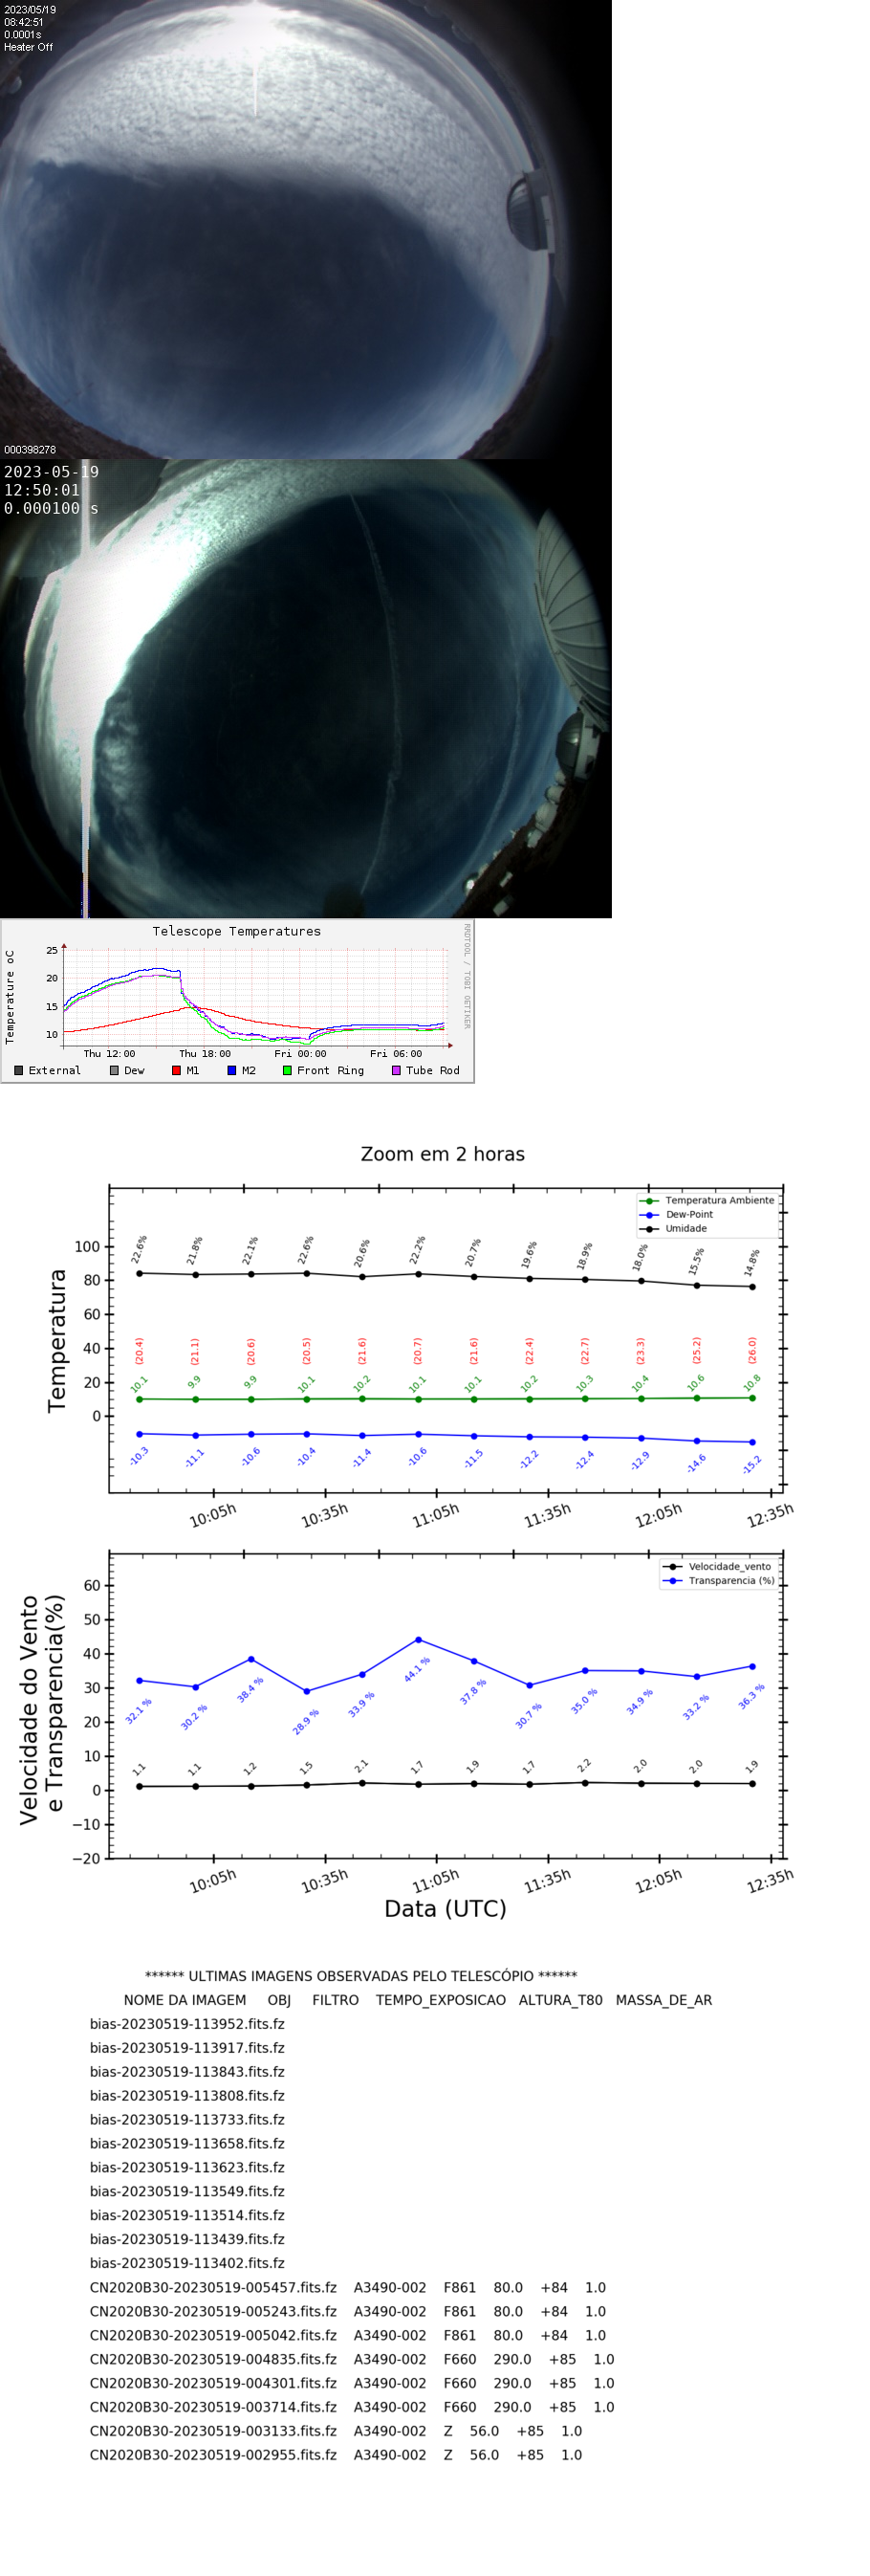 2023/05/19
08:42:51
0.0001s
Heater Off
000398278
2023-05-19
12:50:01
0.000100 s
Telescope Temperatures
RRDTOOL / TOBI OETIKER
Temperature oC
25
20
15
10
Thu 12:00 Thu 18:00 Fri 00:00 Fri 06:00
External Dew M1 M2 Front Ring Tube Rod
Zoom em 2 horas
Temperatura Ambiente
Dew-Point
Umidade
Temperatura
100
80
60
40
20
0
22.6% 21.8% 22.1% 22.6% 20.6% 22.2% 20.7% 19.6% 18.9% 18.0% 15.5% 14.8%
(20.4) (21.1) (20.6) (20.5) (21.6) (20.7) (21.6) (22.4) (22.7) (23.3) (25.2) (26.0)
10.1 9.9 9.9 10.1 10.2 10.1 10.1 10.2 10.3 10.4 10.6 10.8
-10.3 -11.1 -10.6 -10.4 -11.4 -10.6 -11.5 -12.2 -12.4 -12.9 -14.6 -15.2
10:05h 10:35h 11:05h 11:35h 12:05h 12:35h
Velocidade_vento
Transparencia (%)
Velocidade do Vento
e Transparencia(%)
60
50
40
30
20
10
0
−10
−20
32.1 % 30.2 % 38.4 % 28.9 % 33.9 % 44.1 % 37.8 % 30.7 % 35.0 % 34.9 % 33.2 % 36.3 %
1.1 1.1 1.2 1.5 2.1 1.7 1.9 1.7 2.2 2.0 2.0 1.9
10:05h 10:35h 11:05h 11:35h 12:05h 12:35h
Data (UTC)
****** ULTIMAS IMAGENS OBSERVADAS PELO TELESCÓPIO ******
NOME DA IMAGEM OBJ FILTRO TEMPO_EXPOSICAO ALTURA_T80 MASSA_DE_AR
bias-20230519-113952.fits.fz
bias-20230519-113917.fits.fz
bias-20230519-113843.fits.fz
bias-20230519-113808.fits.fz
bias-20230519-113733.fits.fz
bias-20230519-113658.fits.fz
bias-20230519-113623.fits.fz
bias-20230519-113549.fits.fz
bias-20230519-113514.fits.fz
bias-20230519-113439.fits.fz
bias-20230519-113402.fits.fz
CN2020B30-20230519-005457.fits.fz A3490-002 F861 80.0 +84 1.0
CN2020B30-20230519-005243.fits.fz A3490-002 F861 80.0 +84 1.0
CN2020B30-20230519-005042.fits.fz A3490-002 F861 80.0 +84 1.0
CN2020B30-20230519-004835.fits.fz A3490-002 F660 290.0 +85 1.0
CN2020B30-20230519-004301.fits.fz A3490-002 F660 290.0 +85 1.0
CN2020B30-20230519-003714.fits.fz A3490-002 F660 290.0 +85 1.0
CN2020B30-20230519-003133.fits.fz A3490-002 Z 56.0 +85 1.0
CN2020B30-20230519-002955.fits.fz A3490-002 Z 56.0 +85 1.0